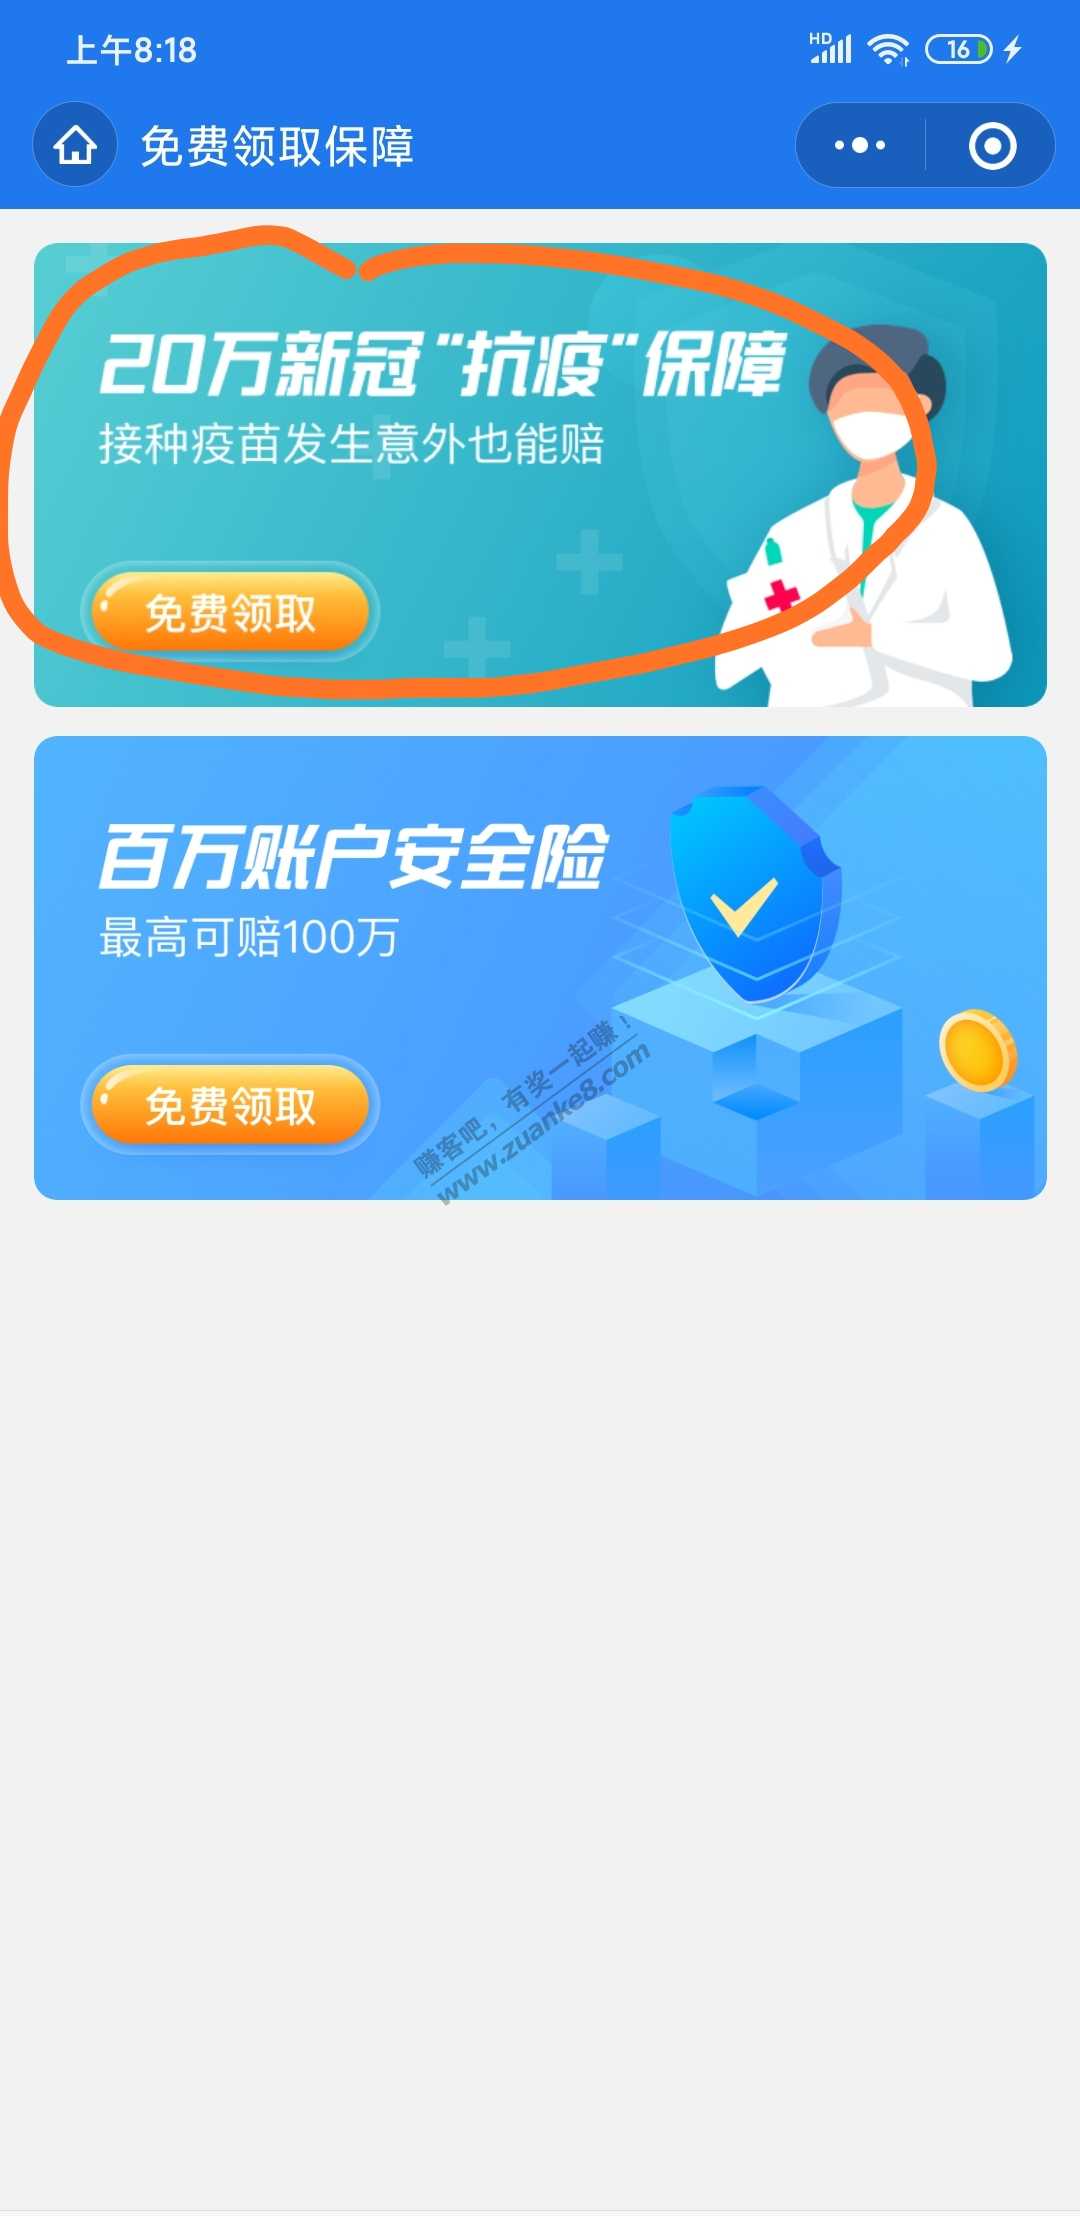 上午8:18
HD
16
免费领取保障
20万新冠"抗疫"保障
接种疫苗发生意外也能赔
免费领取
百万账户安全险
最高可赔100万
免费领取
赚客吧，有奖一起赚！
www.zuanke8.com